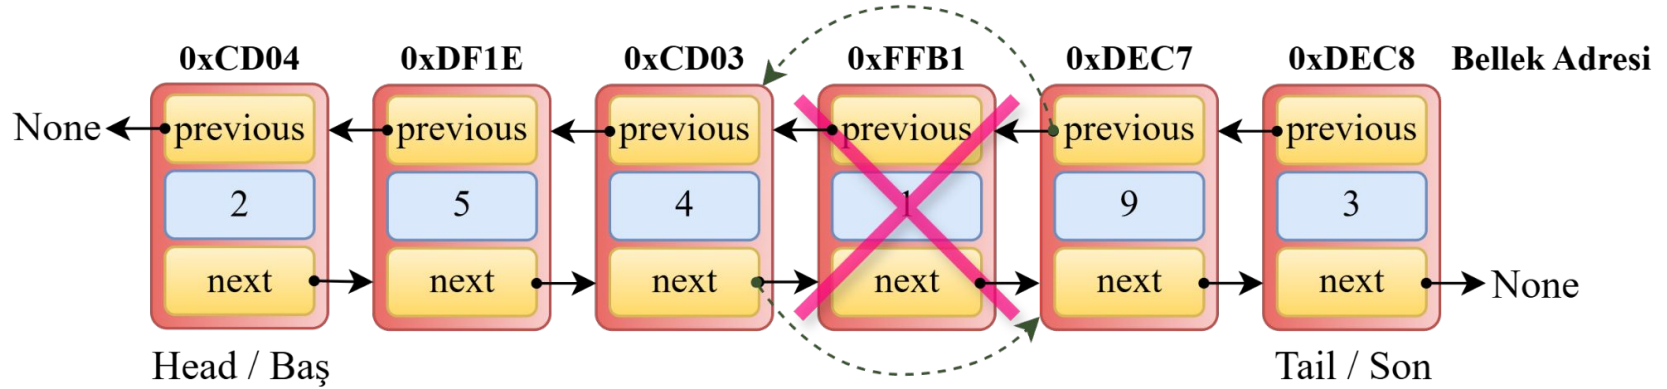 0xCD04 0xDF1E 0xCD03 0xFFB1 0xDEC7 0xDEC8 Bellek Adresi
None previous previous previous previous previous previous
2 5 4 1 9 3
next next next next next next None
Head / Baş Tail / Son